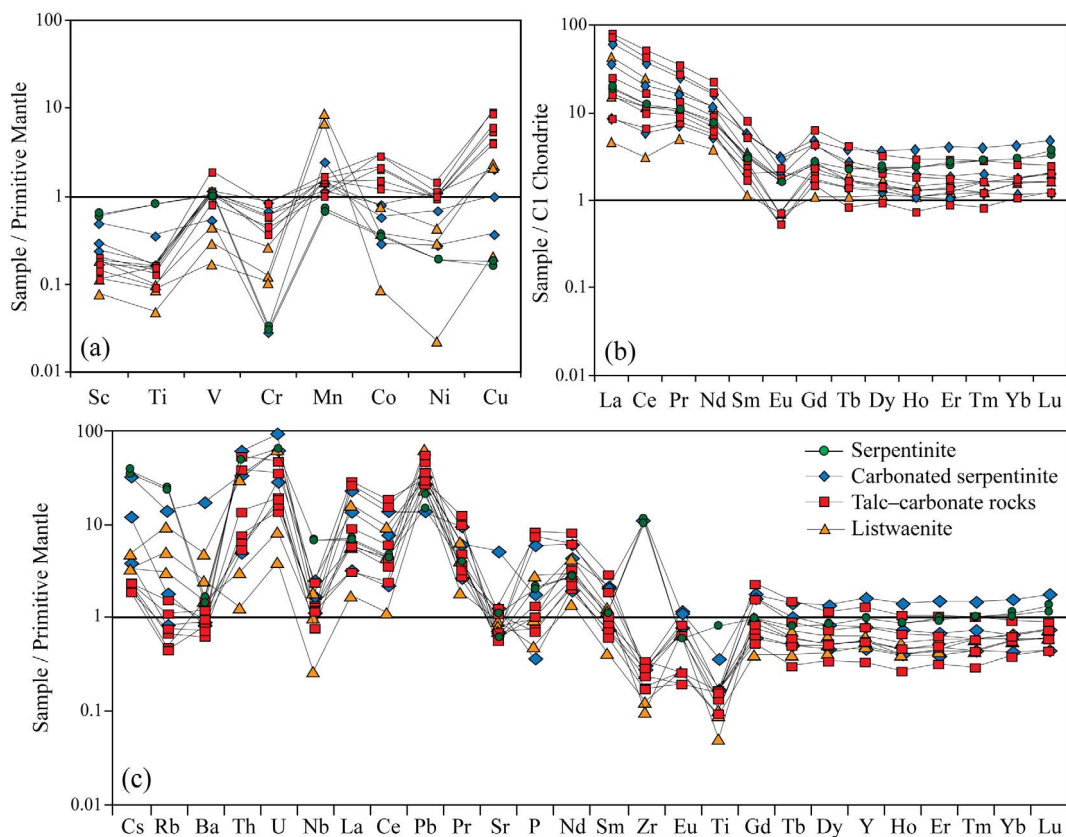 Sample / Primitive Mantle
100
10
1
0.1
0.01
(a)
Sc Ti V Cr Mn Co Ni Cu
Sample / C1 Chondrite
100
10
1
0.1
0.01
(b)
La Ce Pr Nd Sm Eu Gd Tb Dy Ho Er Tm Yb Lu
Sample / Primitive Mantle
100
10
1
0.1
0.01
Serpentinite
Carbonated serpentinite
Talc–carbonate rocks
Listwaenite
(c)
Cs Rb Ba Th U Nb La Ce Pb Pr Sr P Nd Sm Zr Eu Ti Gd Tb Dy Y Ho Er Tm Yb Lu